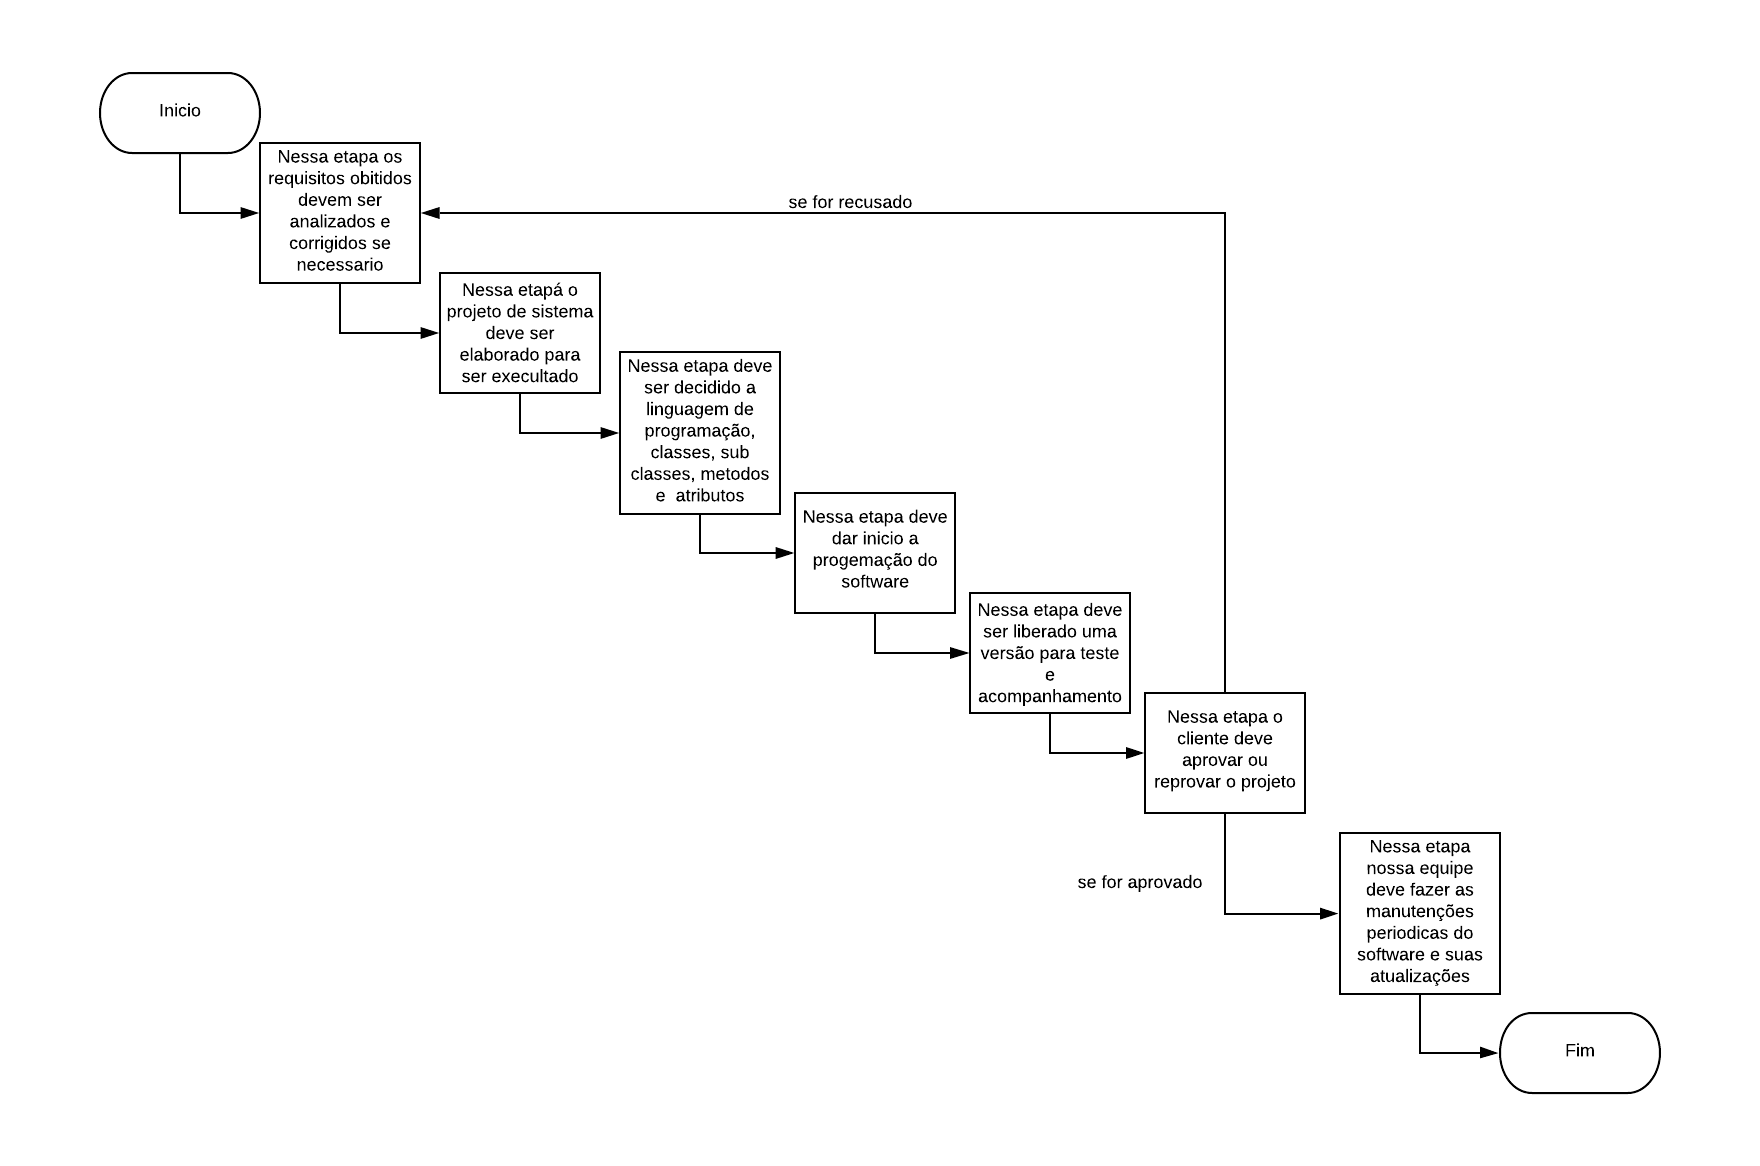 Inicio
Nessa etapa os
requisitos obitidos
devem ser
analizados e
corrigidos se
necessario
se for recusado
Nessa etapá o
projeto de sistema
deve ser
elaborado para
ser execultado
Nessa etapa deve
ser decidido a
linguagem de
programação,
classes, sub
classes, metodos
e  atributos
Nessa etapa deve
dar inicio a
progemação do
software
Nessa etapa deve
ser liberado uma
versão para teste
e
acompanhamento
Nessa etapa o
cliente deve
aprovar ou
reprovar o projeto
se for aprovado
Nessa etapa
nossa equipe
deve fazer as
manutenções
periodicas do
software e suas
atualizações
Fim